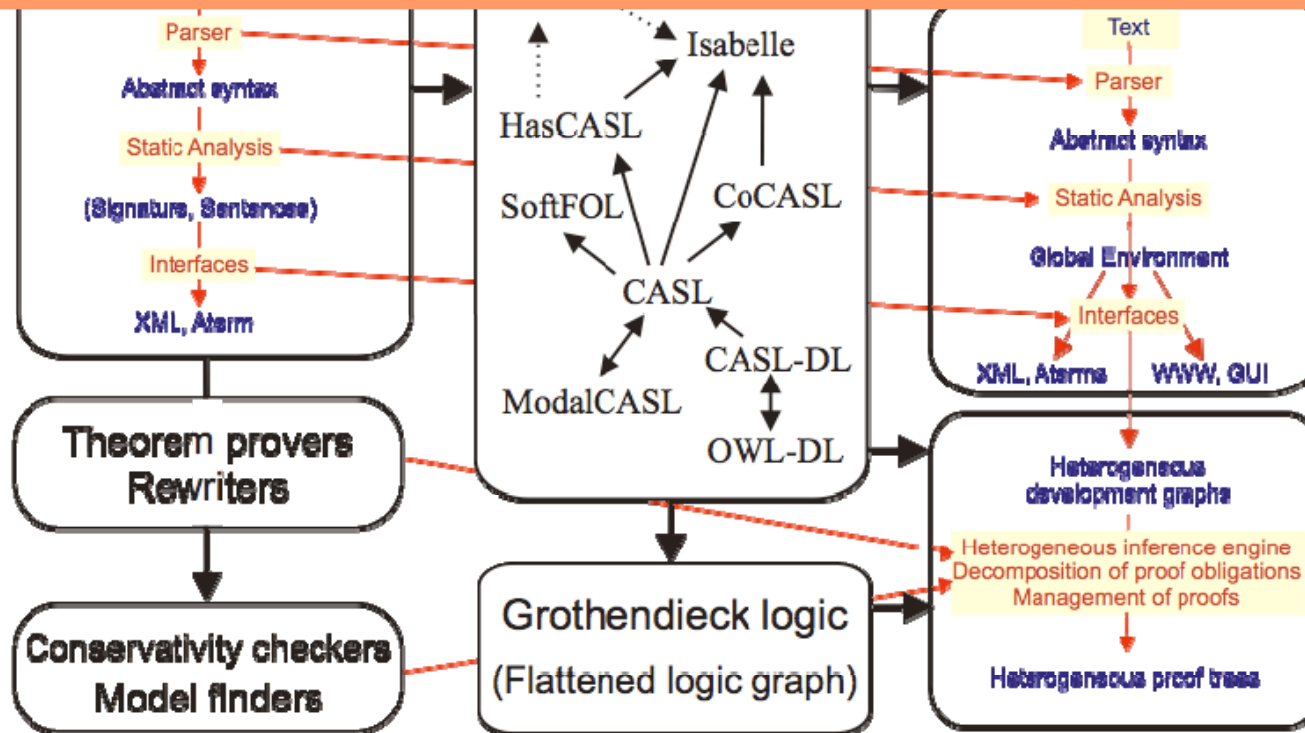 Parser
Abstract syntax
Static Analysis
(Signature, Sentence)
Interfaces
XML, Aterm
Theorem provers
Rewriters
Conservativity checkers
Model finders
Isabelle
HasCASL
SoftFOL
CoCASL
CASL
CASL-DL
ModalCASL
OWL-DL
Grothendieck logic
(Flattened logic graph)
Text
Parser
Abstract syntax
Static Analysis
Global Environment
Interfaces
XML, Aterms
WWW, GUI
Heterogeneous
development graphs
Heterogeneous inference engine
Decomposition of proof obligations
Management of proofs
Heterogeneous proof trees